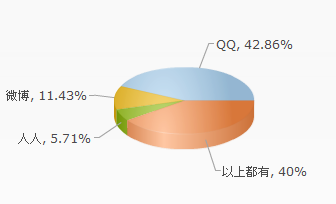 QQ, 42.86%
微博, 11.43%
人人, 5.71%
以上都有, 40%